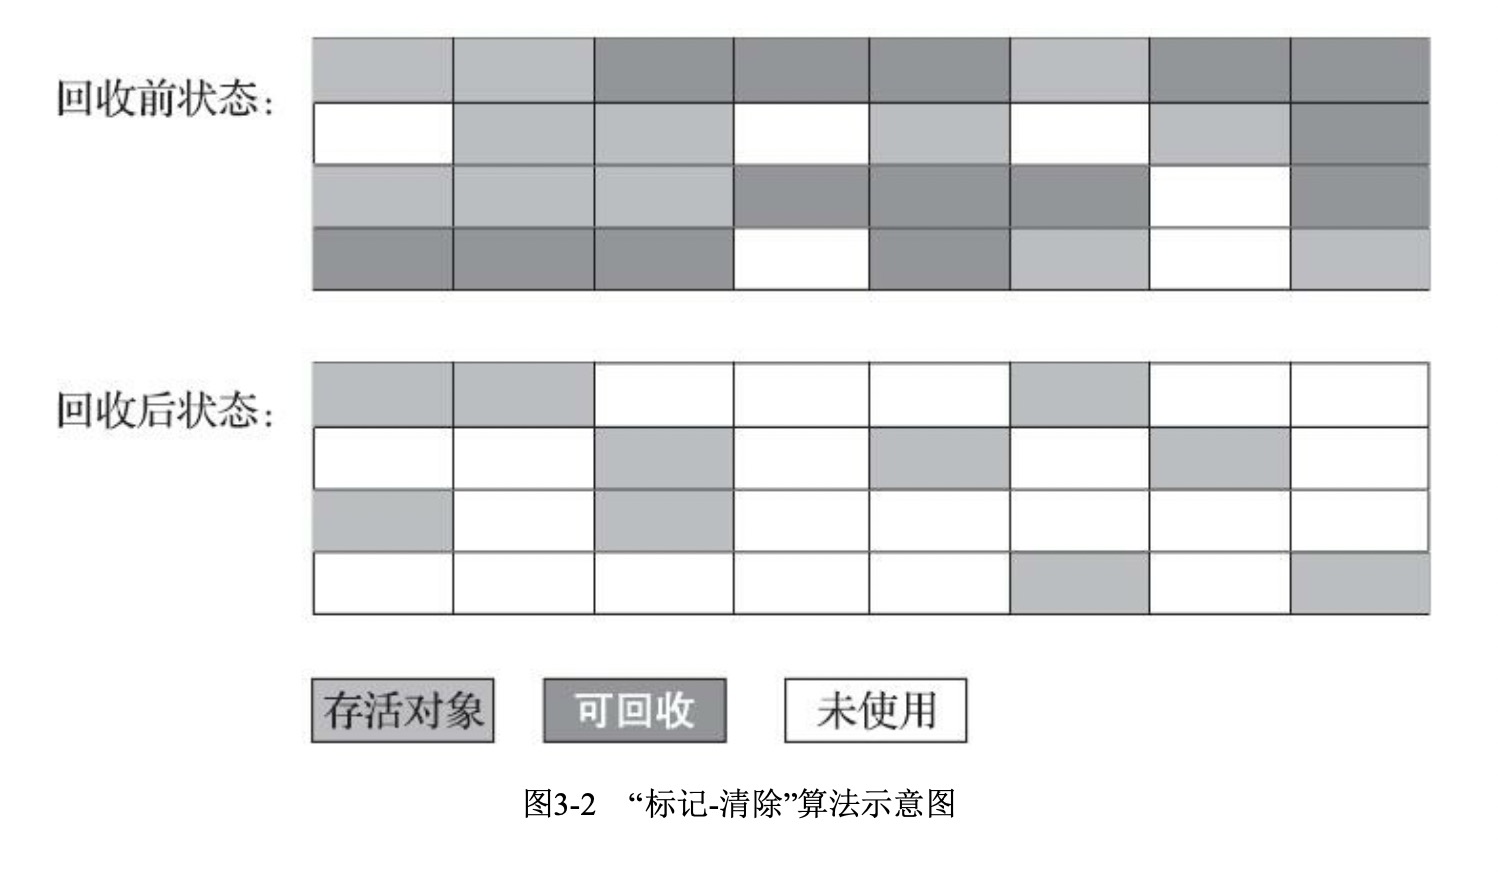 回收前状态：
回收后状态：
存活对象 可回收 未使用
图3-2 “标记-清除”算法示意图